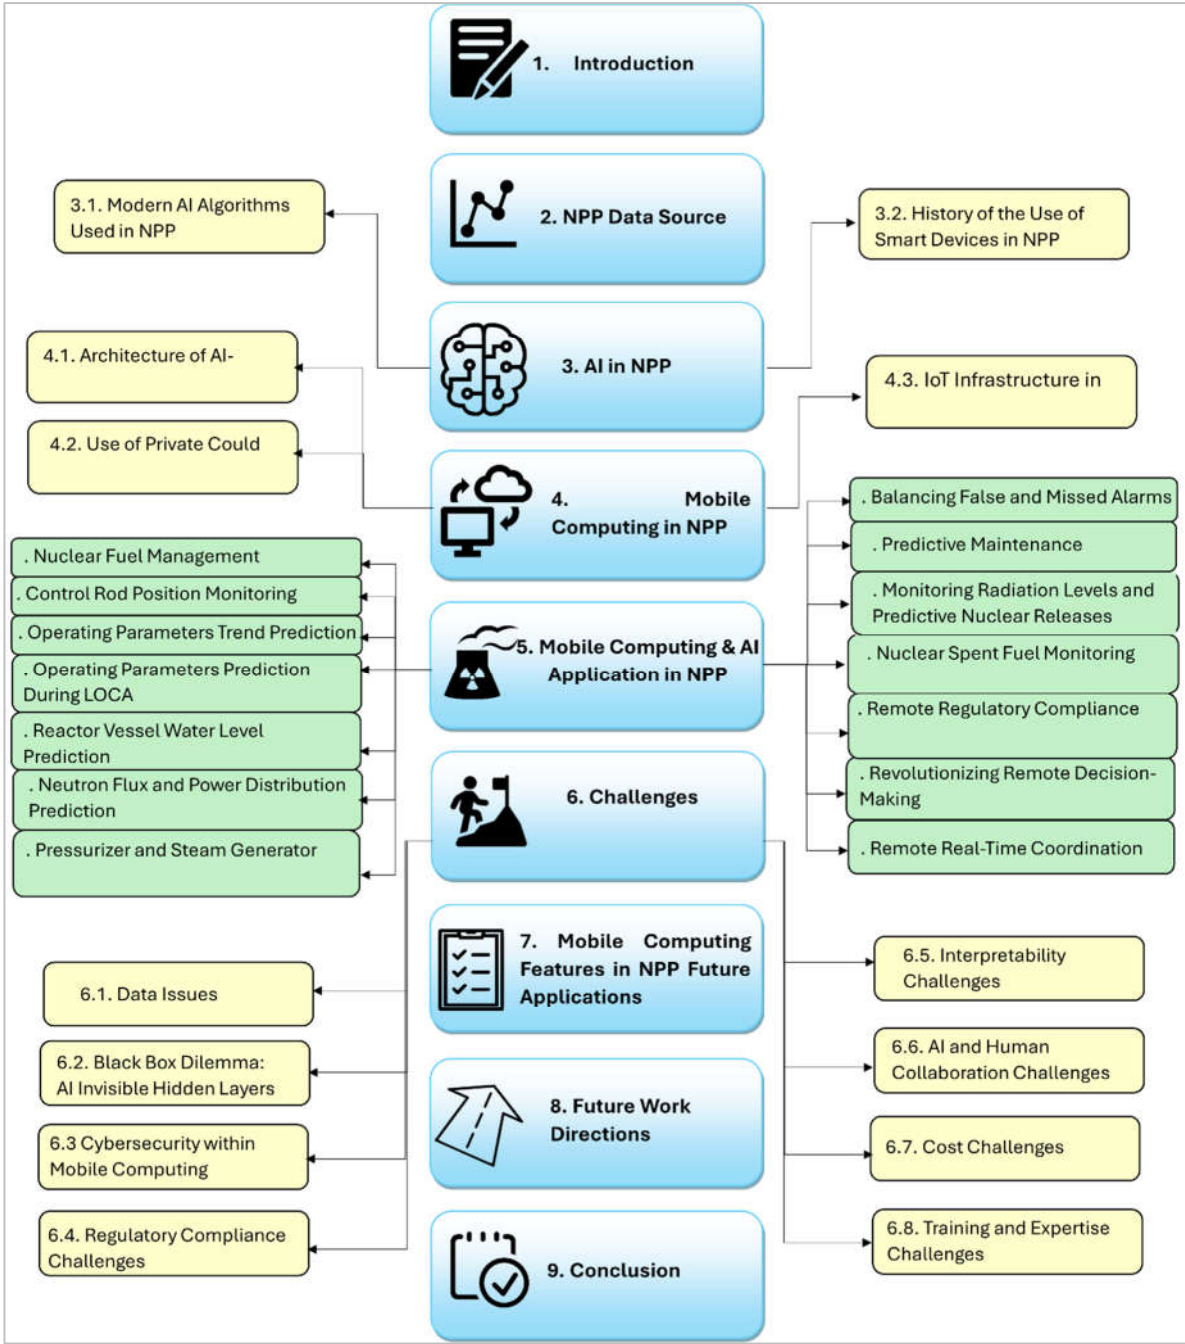 1. Introduction
2. NPP Data Source
3.1. Modern AI Algorithms
Used in NPP
3.2. History of the Use of
Smart Devices in NPP
3. AI in NPP
4.1. Architecture of AI-
4.2. Use of Private Could
4.3. IoT Infrastructure in
4. Mobile
Computing in NPP
. Nuclear Fuel Management
. Control Rod Position Monitoring
. Operating Parameters Trend Prediction
. Operating Parameters Prediction
During LOCA
. Reactor Vessel Water Level
Prediction
. Neutron Flux and Power Distribution
Prediction
. Pressurizer and Steam Generator
5. Mobile Computing & AI
Application in NPP
. Balancing False and Missed Alarms
. Predictive Maintenance
. Monitoring Radiation Levels and
Predictive Nuclear Releases
. Nuclear Spent Fuel Monitoring
. Remote Regulatory Compliance
. Revolutionizing Remote Decision-
Making
. Remote Real-Time Coordination
6. Challenges
6.1. Data Issues
6.2. Black Box Dilemma:
AI Invisible Hidden Layers
6.3 Cybersecurity within
Mobile Computing
6.4. Regulatory Compliance
Challenges
6.5. Interpretability
Challenges
6.6. AI and Human
Collaboration Challenges
6.7. Cost Challenges
6.8. Training and Expertise
Challenges
7. Mobile Computing
Features in NPP Future
Applications
8. Future Work
Directions
9. Conclusion